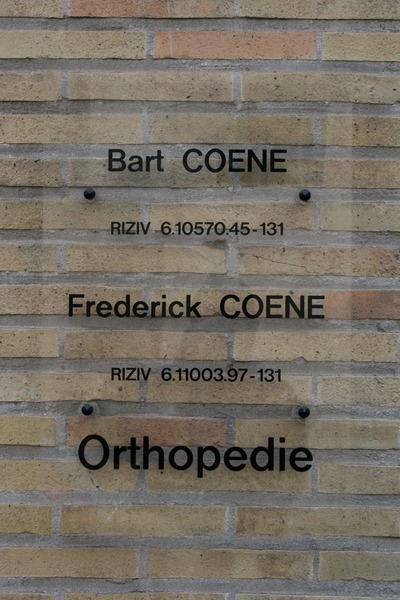 Bart COENE
RIZIV 6.10570.45-131
Frederick COENE
RIZIV 6.11003.97-131
Orthopedie